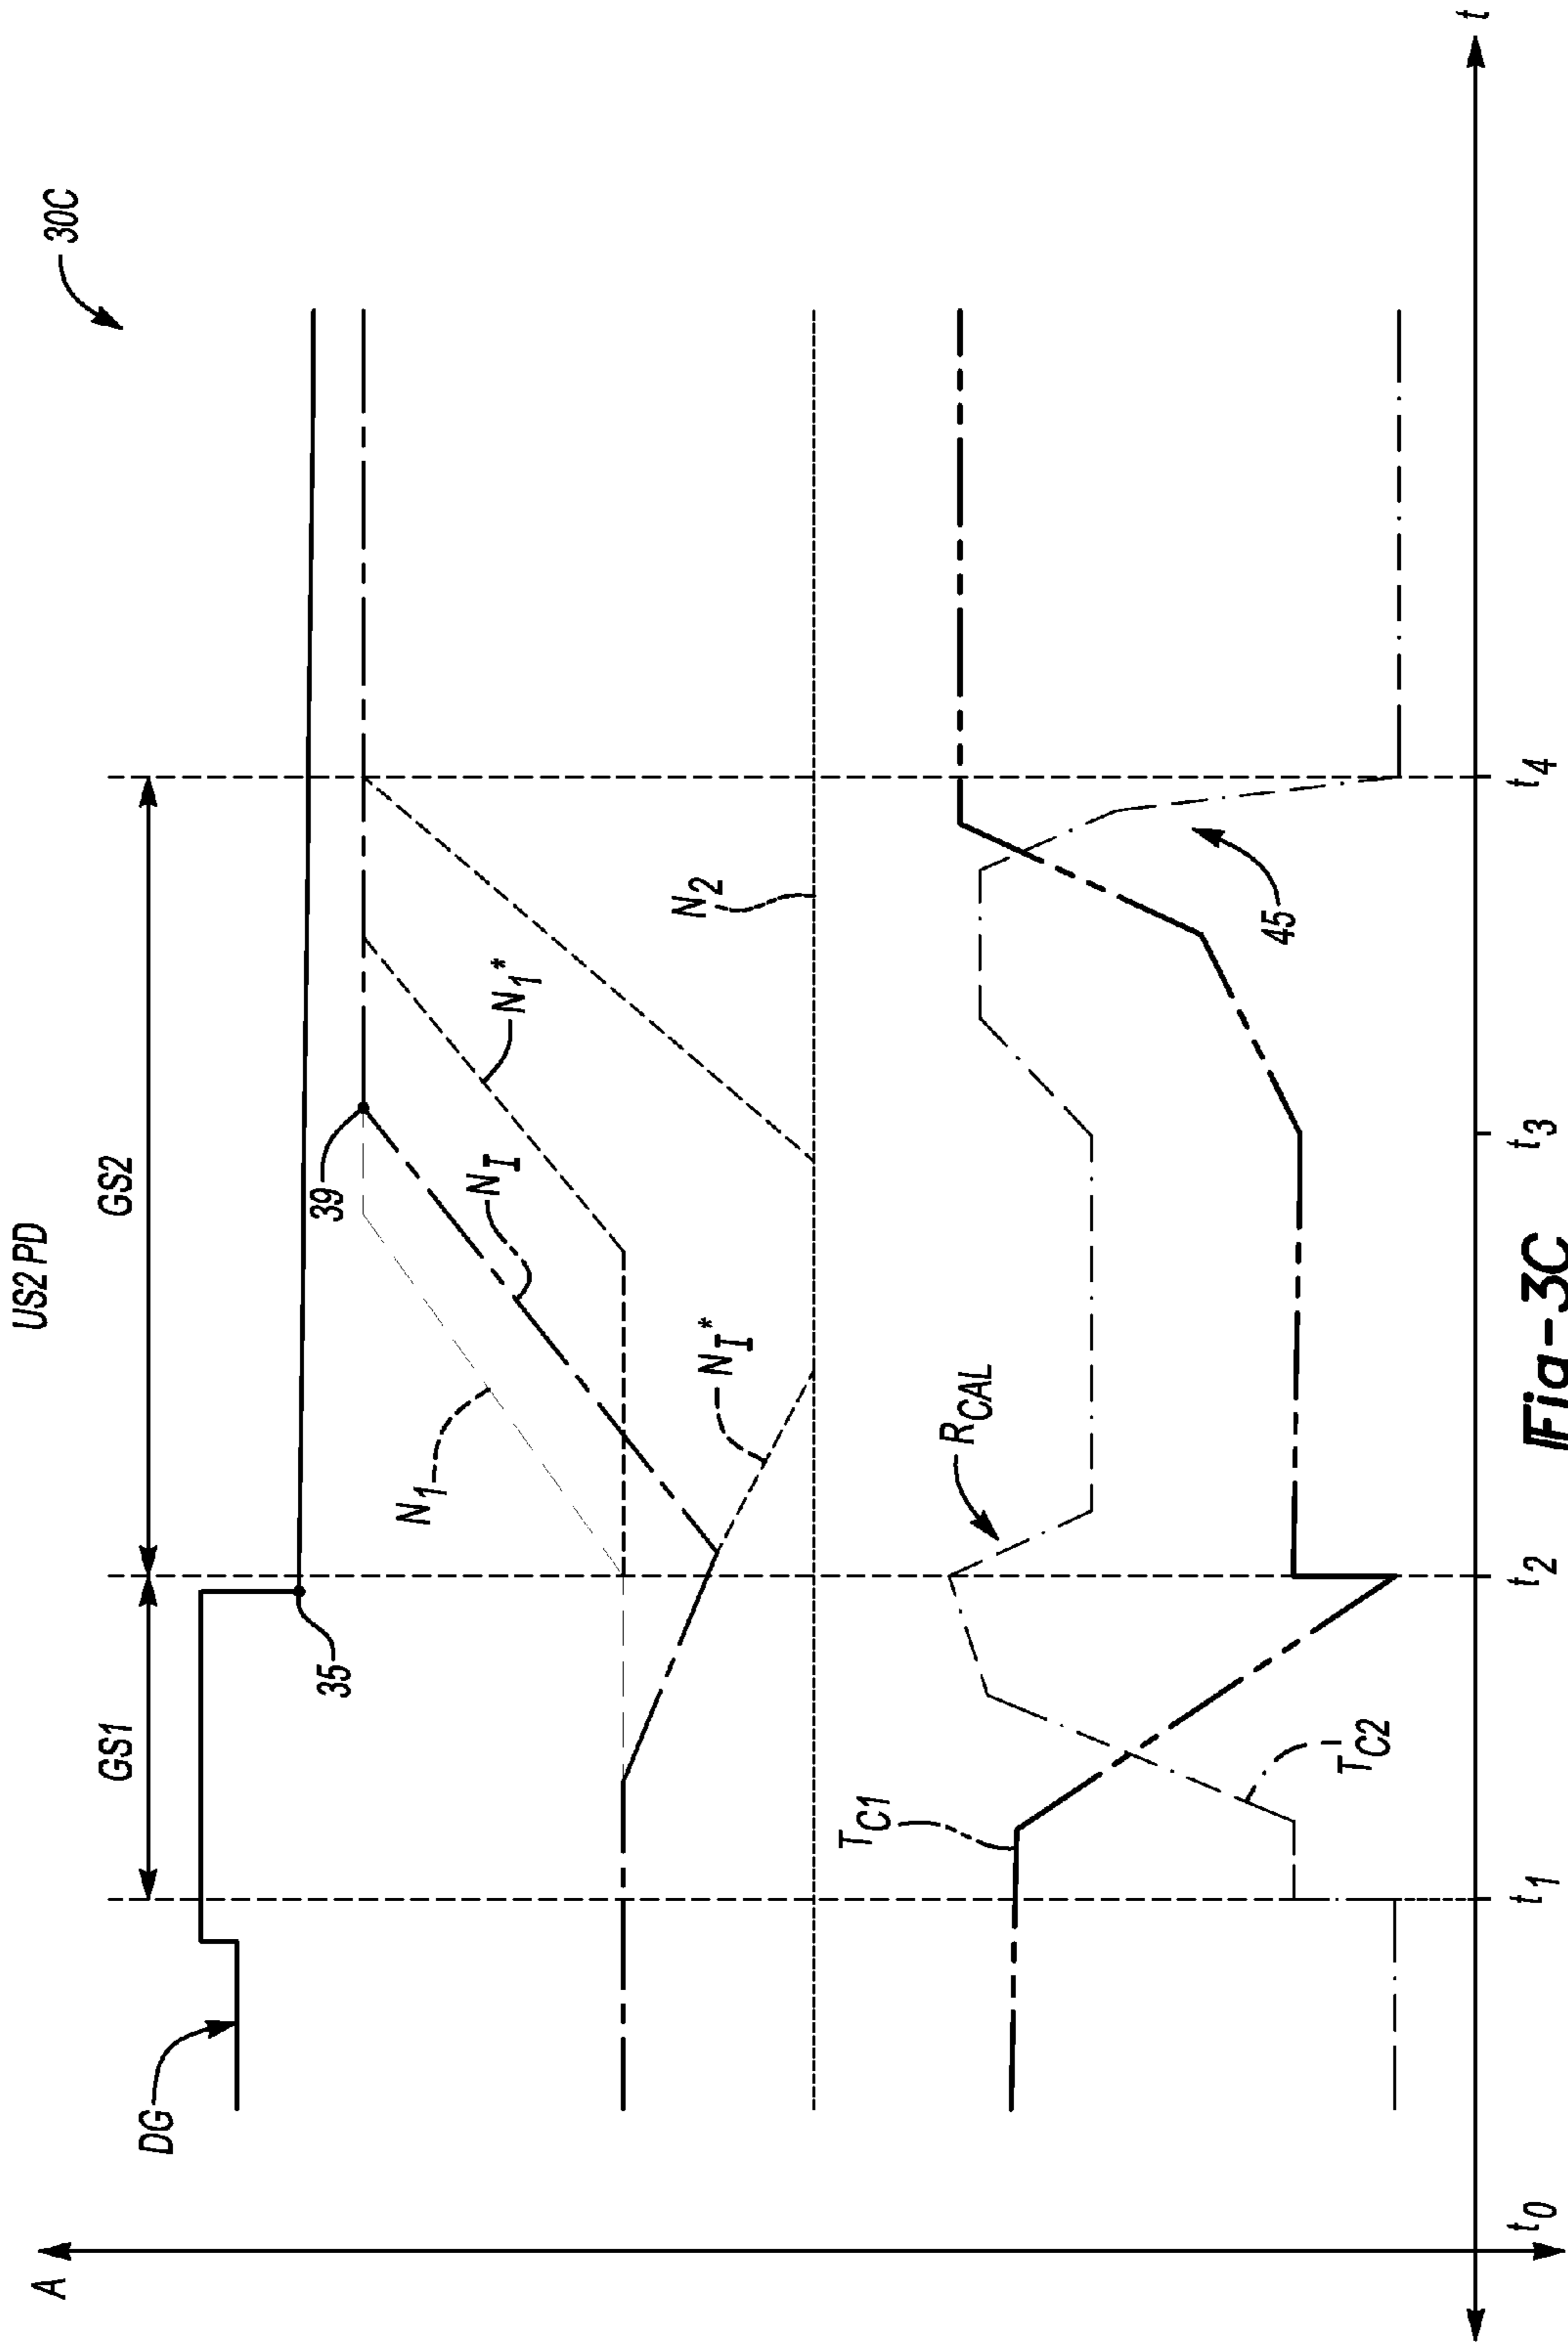 30C
US2 PD
GS1
GS2
A
DG
35
39
N1
NI
N1*
NI*
N2
TC1
TC2
RCAL
45
t0
t1
t2
t3
t4
t
Fig-3C